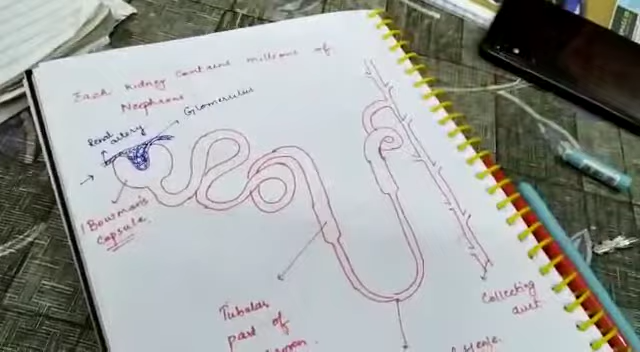 Each kidney contains millions of
Nephrons.
Glomerulus
Renal artery
Bowman's
capsule
Tubular
part of
Collecting
duct
Henle.